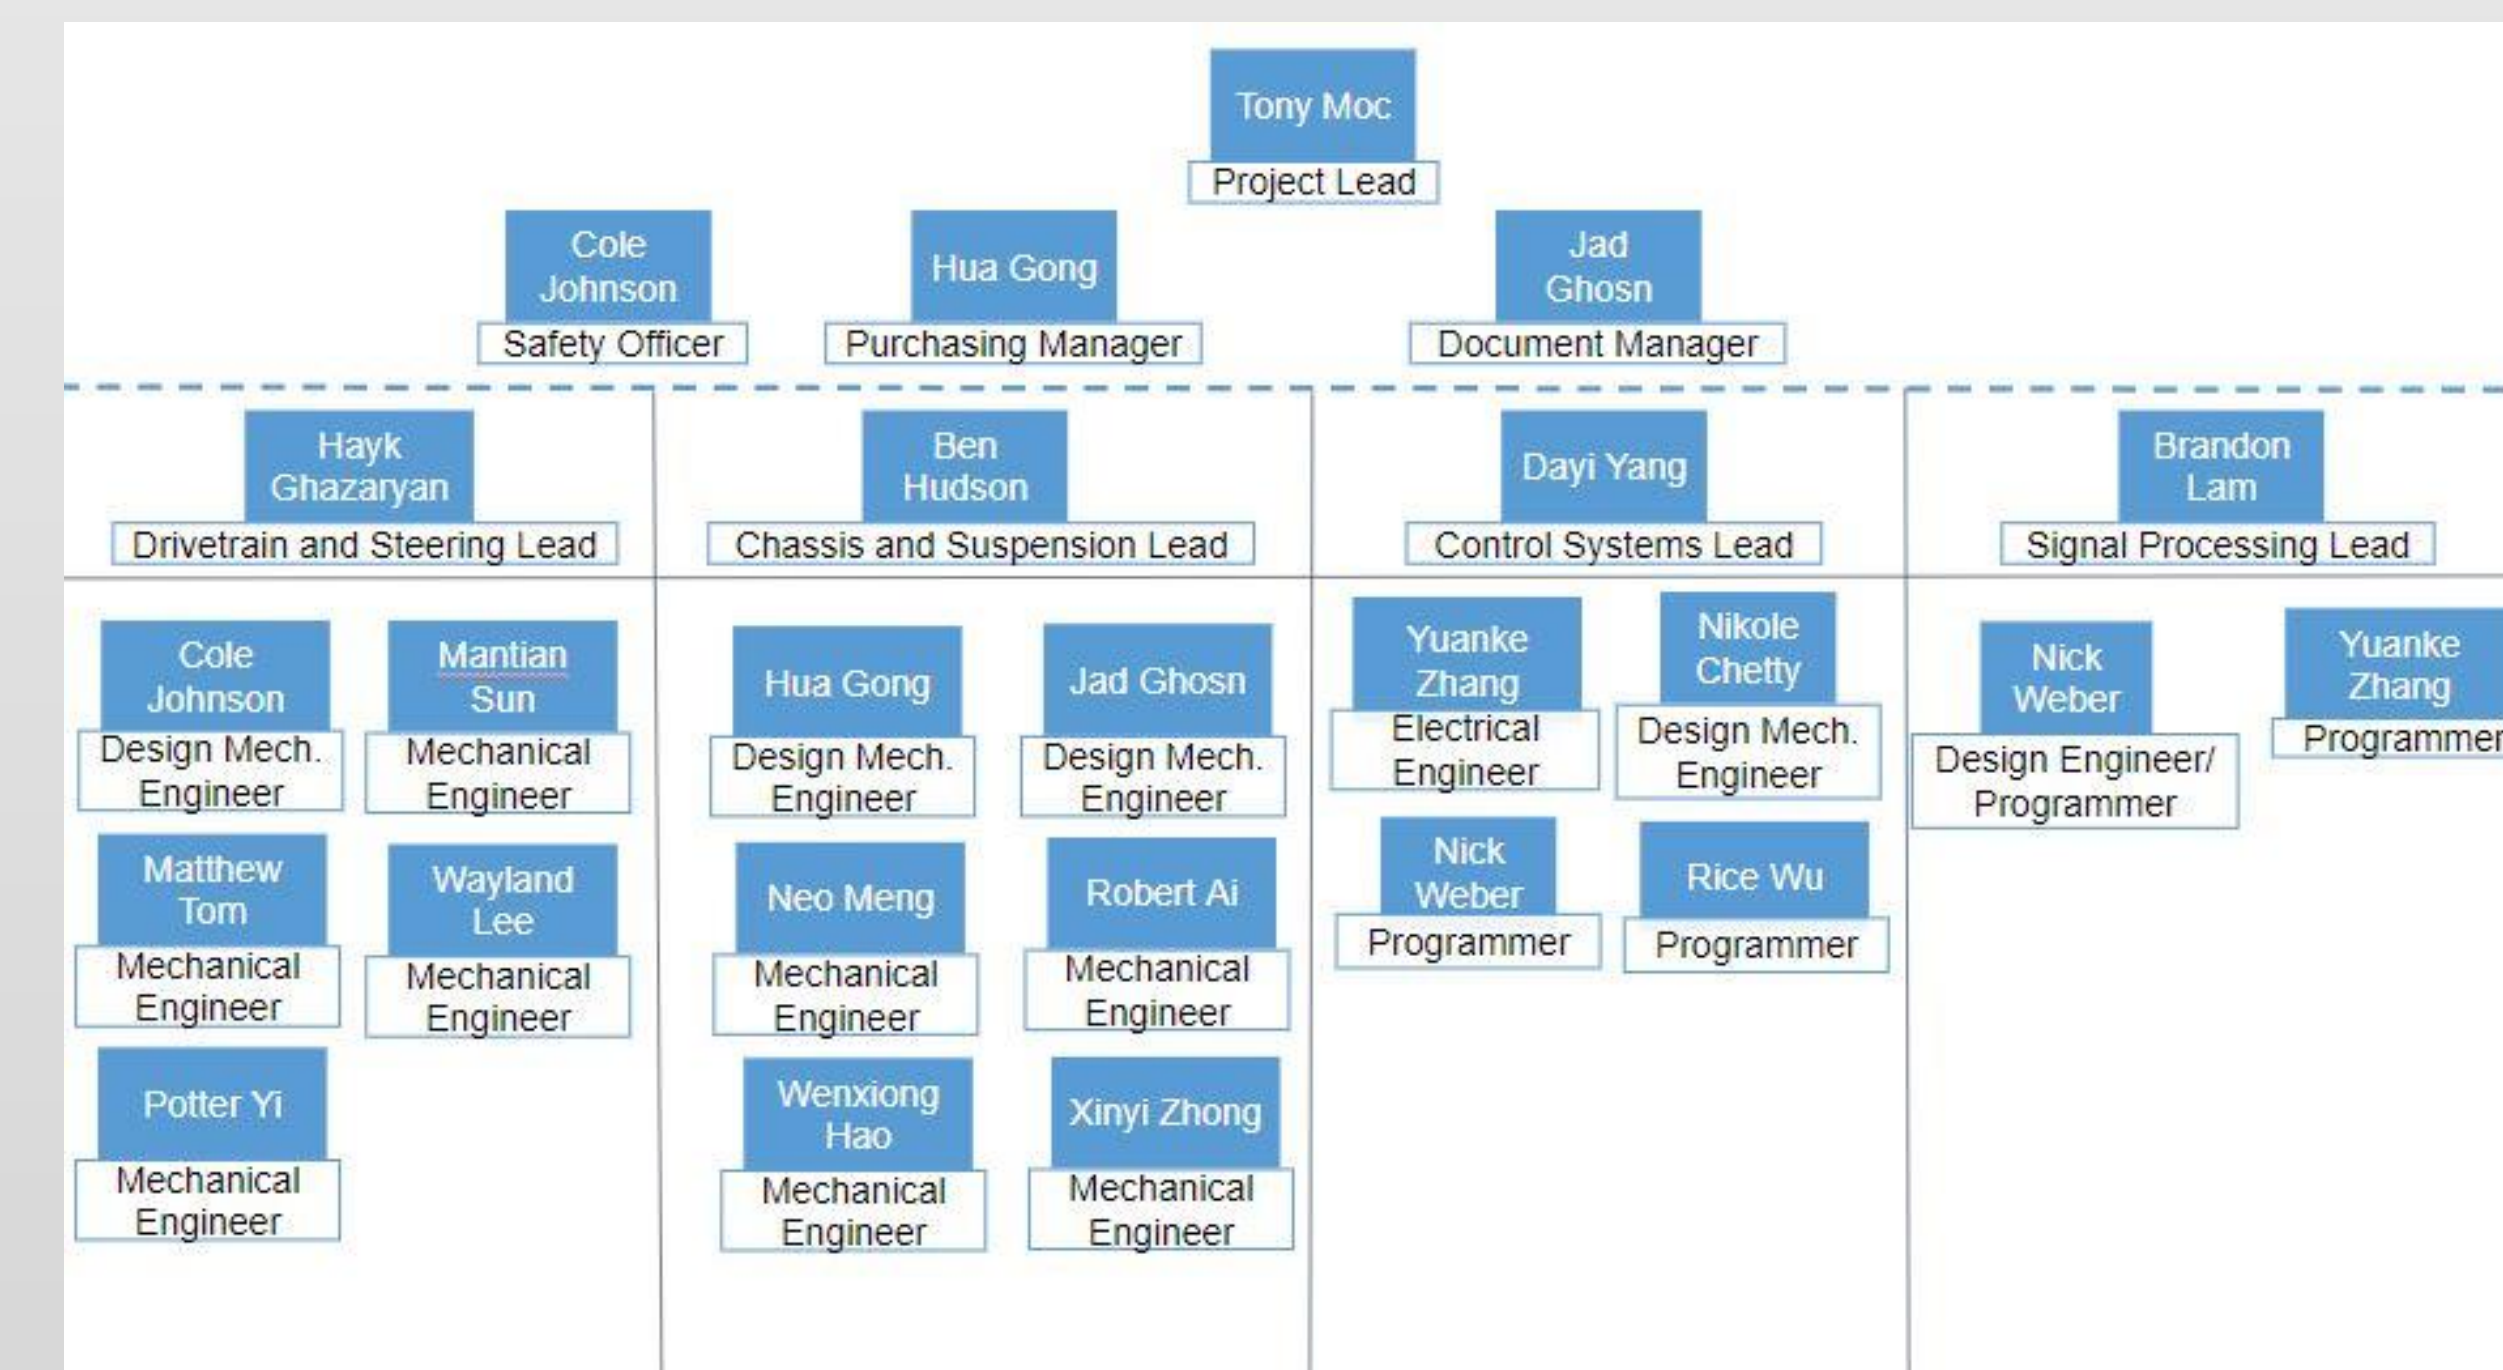 Tony Moc
Project Lead
Cole
Johnson
Safety Officer
Hua Gong
Purchasing Manager
Jad
Ghosn
Document Manager
Hayk
Ghazaryan
Drivetrain and Steering Lead
Ben
Hudson
Chassis and Suspension Lead
Dayi Yang
Control Systems Lead
Brandon
Lam
Signal Processing Lead
Cole
Johnson
Design Mech.
Engineer
Mantian
Sun
Mechanical
Engineer
Matthew
Tom
Mechanical
Engineer
Wayland
Lee
Mechanical
Engineer
Potter Yi
Mechanical
Engineer
Hua Gong
Design Mech.
Engineer
Jad Ghosn
Design Mech.
Engineer
Neo Meng
Mechanical
Engineer
Robert Ai
Mechanical
Engineer
Wenxiong
Hao
Mechanical
Engineer
Xinyi Zhong
Mechanical
Engineer
Yuanke
Zhang
Electrical
Engineer
Nikole
Chetty
Design Mech.
Engineer
Nick
Weber
Programmer
Rice Wu
Programmer
Nick
Weber
Design Engineer/
Programmer
Yuanke
Zhang
Programmer